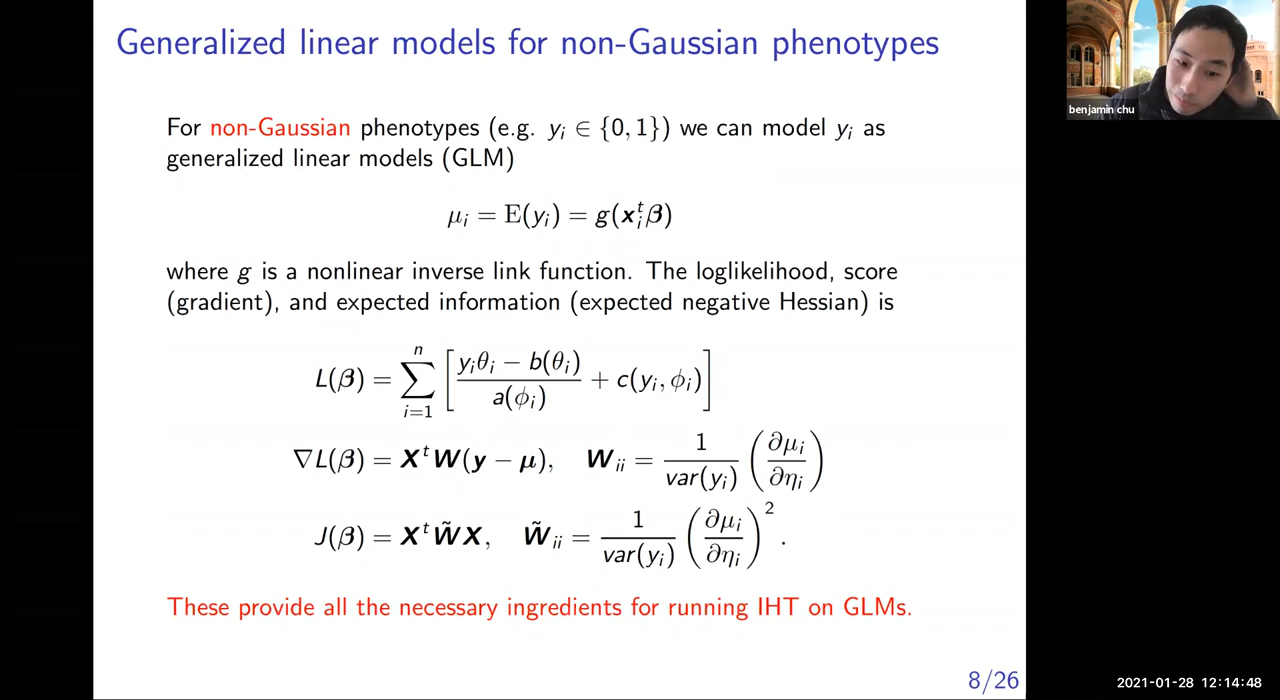 Generalized linear models for non-Gaussian phenotypes
For non-Gaussian phenotypes (e.g. yᵢ ∈ {0, 1}) we can model yᵢ as
generalized linear models (GLM)
μᵢ = E(yᵢ) = g(xᵢᵗβ)
where g is a nonlinear inverse link function. The loglikelihood, score
(gradient), and expected information (expected negative Hessian) is
L(β) = ∑ᵢ₌₁ⁿ [ (yᵢθᵢ − b(θᵢ)) / a(φᵢ) + c(yᵢ, φᵢ) ]
∇L(β) = XᵗW(y − μ), Wᵢᵢ = 1/var(yᵢ) (∂μᵢ/∂ηᵢ)
J(β) = XᵗW̃X, W̃ᵢᵢ = 1/var(yᵢ) (∂μᵢ/∂ηᵢ)².
These provide all the necessary ingredients for running IHT on GLMs.
8/26
benjamin chu
2021-01-28 12:14:48